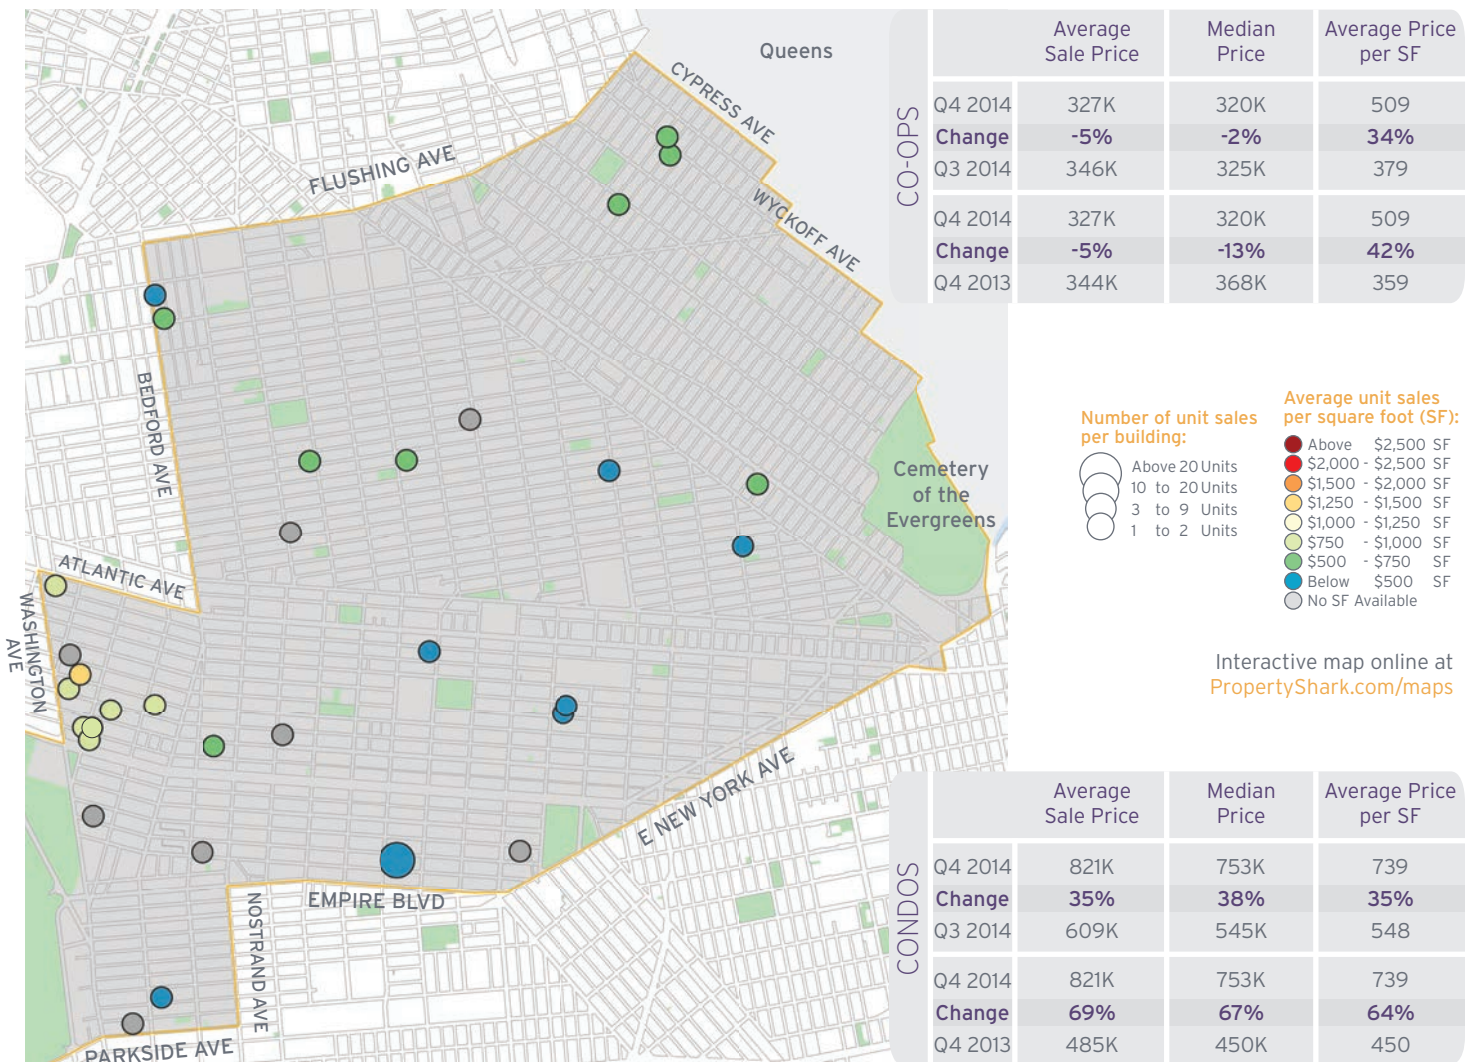 Queens
CYPRESS AVE
FLUSHING AVE
WYCKOFF AVE
BEDFORD AVE
Cemetery
of the
Evergreens
ATLANTIC AVE
WASHINGTON
AVE
E NEW YORK AVE
EMPIRE BLVD
NOSTRAND AVE
PARKSIDE AVE
CO-OPS
Average Sale Price Median Price Average Price per SF
Q4 2014 327K 320K 509
Change -5% -2% 34%
Q3 2014 346K 325K 379
Q4 2014 327K 320K 509
Change -5% -13% 42%
Q4 2013 344K 368K 359
Number of unit sales
per building:
Above 20 Units
10 to 20 Units
3 to 9 Units
1 to 2 Units
Average unit sales
per square foot (SF):
Above $2,500 SF
$2,000 - $2,500 SF
$1,500 - $2,000 SF
$1,250 - $1,500 SF
$1,000 - $1,250 SF
$750 - $1,000 SF
$500 - $750 SF
Below $500 SF
No SF Available
Interactive map online at
PropertyShark.com/maps
CONDOS
Average Sale Price Median Price Average Price per SF
Q4 2014 821K 753K 739
Change 35% 38% 35%
Q3 2014 609K 545K 548
Q4 2014 821K 753K 739
Change 69% 67% 64%
Q4 2013 485K 450K 450